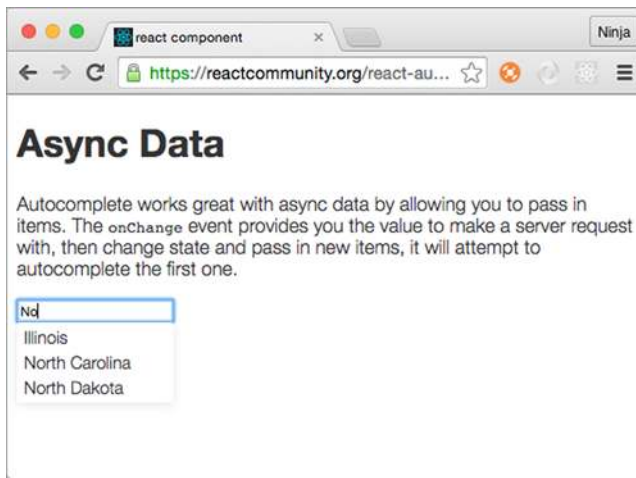 react component
Ninja
https://reactcommunity.org/react-au...
Async Data
Autocomplete works great with async data by allowing you to pass in
items. The onChange event provides you the value to make a server request
with, then change state and pass in new items, it will attempt to
autocomplete the first one.
No
Illinois
North Carolina
North Dakota